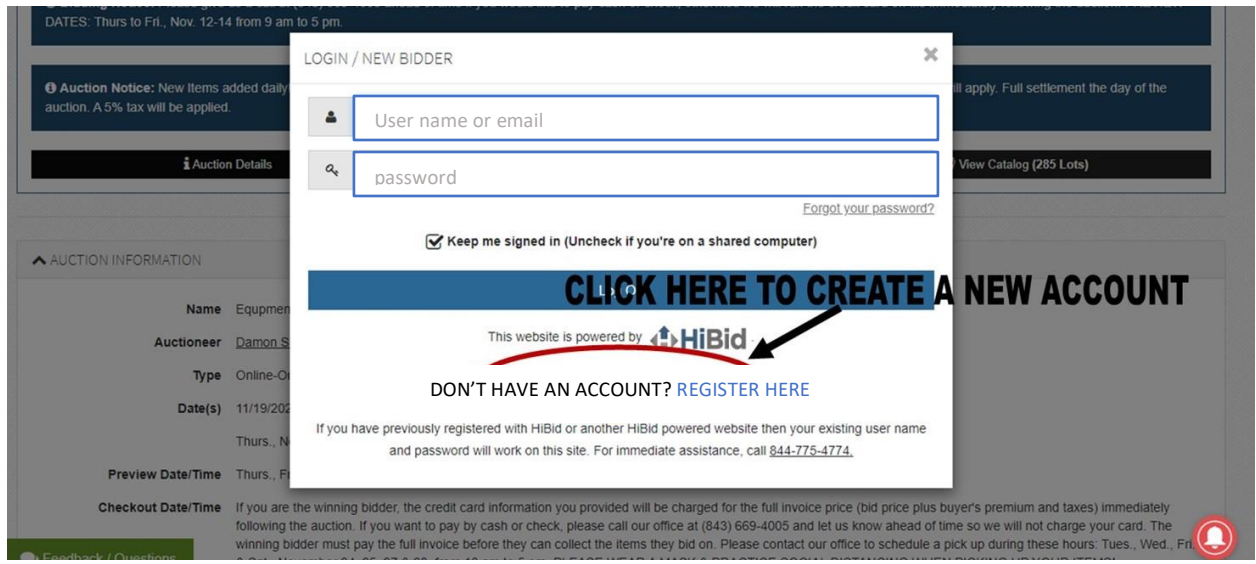 DATES: Thurs to Fri., Nov. 12-14 from 9 am to 5 pm.
LOGIN / NEW BIDDER
Auction Notice: New Items added daily
ill apply. Full settlement the day of the
auction. A 5% tax will be applied.
User name or email
Auction Details
View Catalog (285 Lots)
password
Forgot your password?
Keep me signed in (Uncheck if you're on a shared computer)
AUCTION INFORMATION
CLICK HERE TO CREATE A NEW ACCOUNT
Name Equpmen
This website is powered by HiBid
Auctioneer Damon S
Type Online-On
DON'T HAVE AN ACCOUNT? REGISTER HERE
Date(s) 11/19/202
If you have previously registered with HiBid or another HiBid powered website then your existing user name
Thurs., N
and password will work on this site. For immediate assistance, call 844-775-4774.
Preview Date/Time Thurs., Fr
Checkout Date/Time If you are the winning bidder, the credit card information you provided will be charged for the full invoice price (bid price plus buyer's premium and taxes) immediately
following the auction. If you want to pay by cash or check, please call our office at (843) 669-4005 and let us know ahead of time so we will not charge your card. The
winning bidder must pay the full invoice before they can collect the items they bid on. Please contact our office to schedule a pick up during these hours: Tues., Wed., Fri
Feedback / Questions